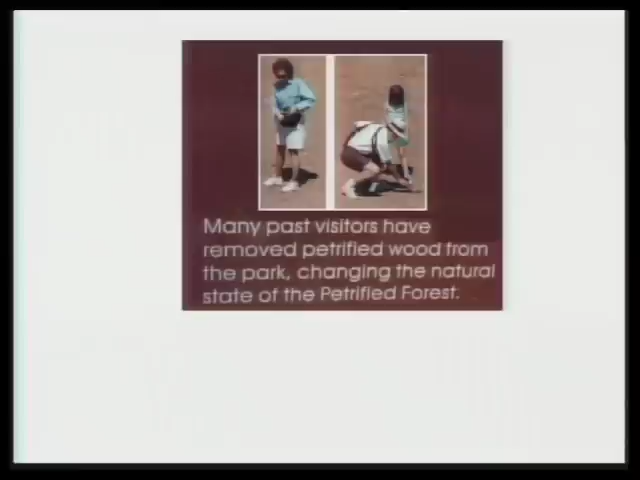 Many past visitors have
removed petrified wood from
the park, changing the natural
state of the Petrified Forest.